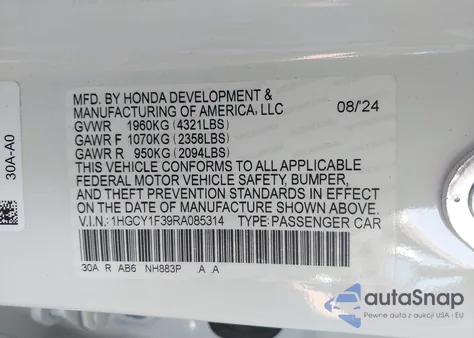 MFD. BY HONDA DEVELOPMENT &
MANUFACTURING OF AMERICA, LLC 08/24
GVWR 1960KG (4321LBS)
GAWR F 1070KG (2358LBS)
GAWR R 950KG (2094LBS)
THIS VEHICLE CONFORMS TO ALL APPLICABLE
FEDERAL MOTOR VEHICLE SAFETY, BUMPER,
AND THEFT PREVENTION STANDARDS IN EFFECT
ON THE DATE OF MANUFACTURE SHOWN ABOVE.
V.I.N.: 1HGCY1F39RA085314 TYPE: PASSENGER CAR
30A R AB6 NH883P A A
30A-A0
autoSnap
Pewne auta z aukcji USA i EU